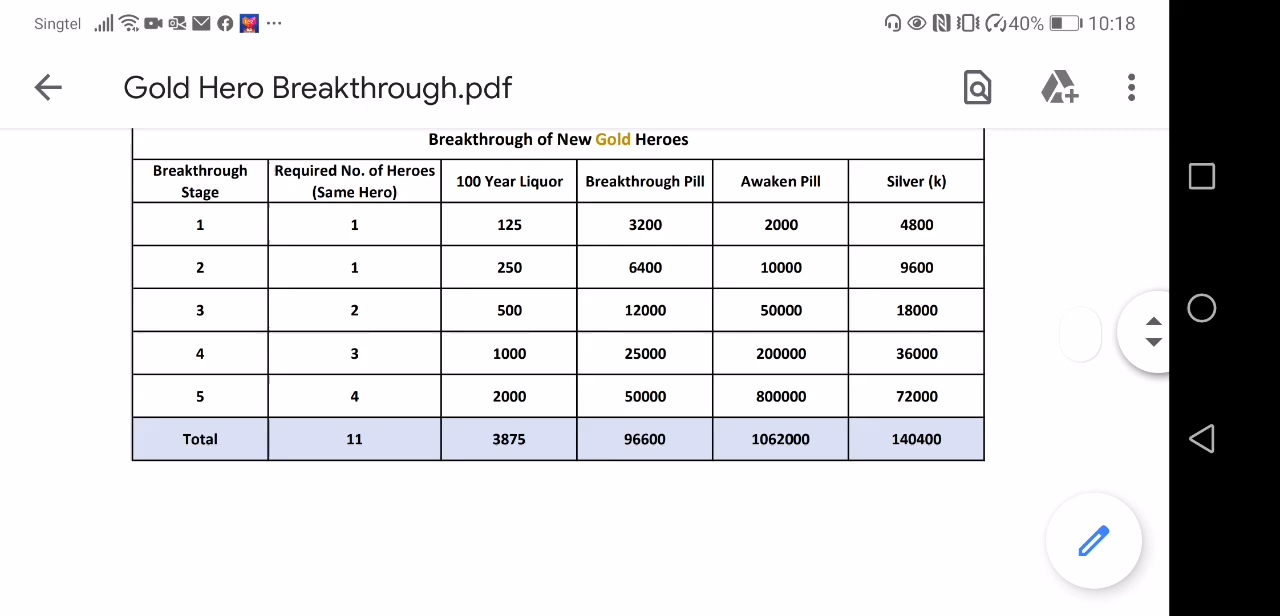 Singtel ... 40% 10:18
Gold Hero Breakthrough.pdf
Breakthrough of New Gold Heroes
Breakthrough Stage Required No. of Heroes (Same Hero) 100 Year Liquor Breakthrough Pill Awaken Pill Silver (k)
1 1 125 3200 2000 4800
2 1 250 6400 10000 9600
3 2 500 12000 50000 18000
4 3 1000 25000 200000 36000
5 4 2000 50000 800000 72000
Total 11 3875 96600 1062000 140400